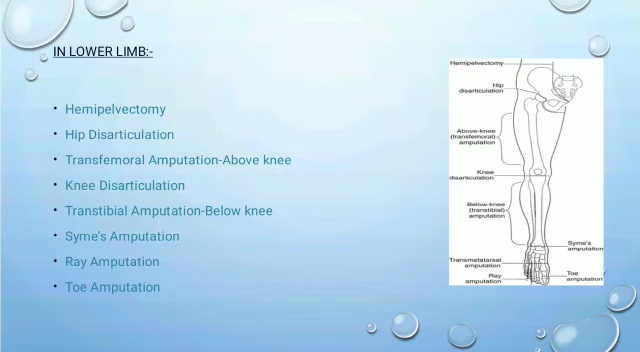 IN LOWER LIMB:-
• Hemipelvectomy
• Hip Disarticulation
• Transfemoral Amputation-Above knee
• Knee Disarticulation
• Transtibial Amputation-Below knee
• Syme's Amputation
• Ray Amputation
• Toe Amputation
Hemipelvectomy
Hip
disarticulation
Above-knee
(transfemoral)
amputation
Knee
disarticulation
Below-knee
(transtibial)
amputation
Syme's
amputation
Transmetatarsal
amputation
Ray
amputation
Toe
amputation